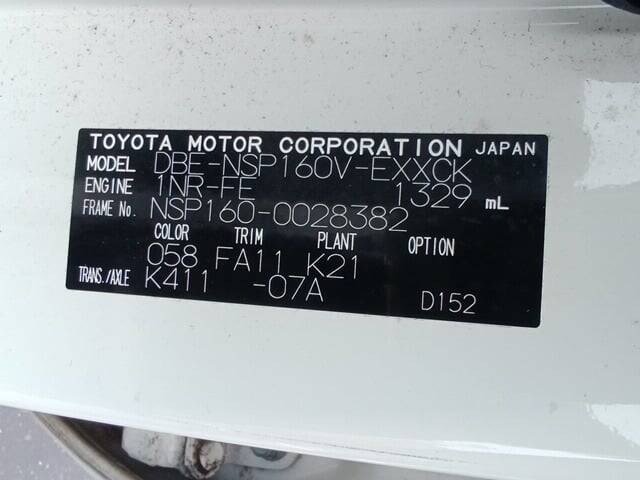 TOYOTA MOTOR CORPORATION JAPAN
MODEL DBE-NSP160V-EXXCK
ENGINE 1NR-FE 1329 mL
FRAME No. NSP160-0028382
COLOR TRIM PLANT OPTION
058 FA11 K21
TRANS./AXLE K411 -07A
D152